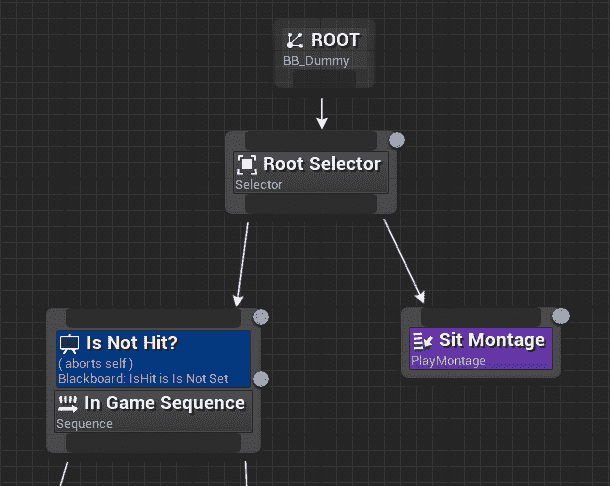 ROOT
BB_Dummy
Root Selector
Selector
Is Not Hit?
( aborts self )
Blackboard: IsHit is Is Not Set
In Game Sequence
Sequence
Sit Montage
PlayMontage